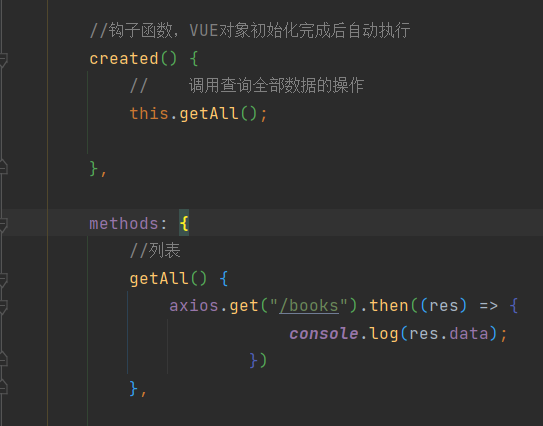 //钩子函数，VUE对象初始化完成后自动执行
created() {
//    调用查询全部数据的操作
this.getAll();
},
methods: {
//列表
getAll() {
axios.get("/books").then((res) => {
console.log(res.data);
})
},